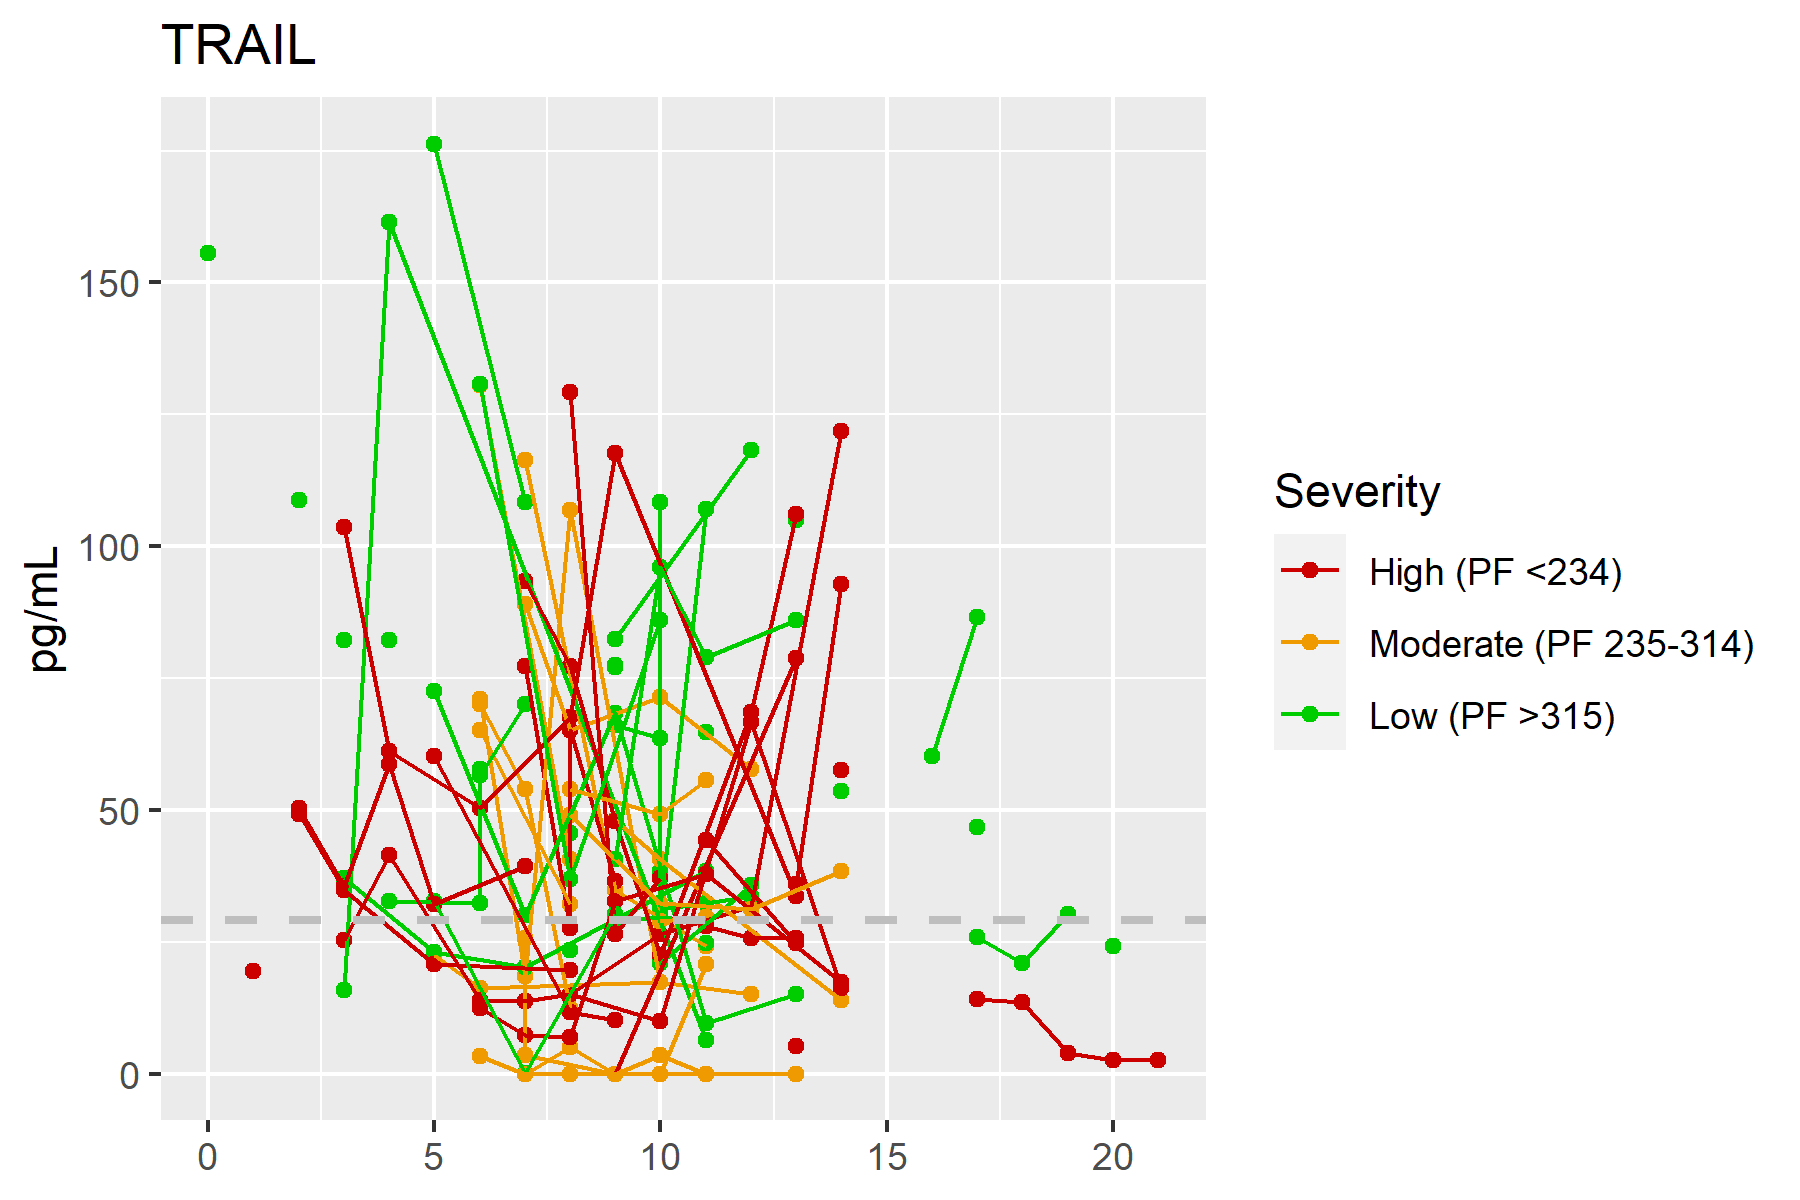 TRAIL
pg/mL
150
100
50
0
0 5 10 15 20
Severity
High (PF <234)
Moderate (PF 235-314)
Low (PF >315)